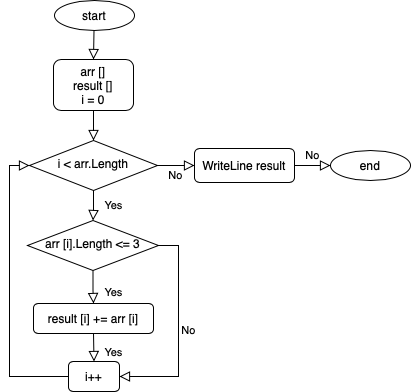 start
arr []
result []
i = 0
i < arr.Length
No
WriteLine result
No
end
Yes
arr [i].Length <= 3
Yes
No
result [i] += arr [i]
Yes
i++